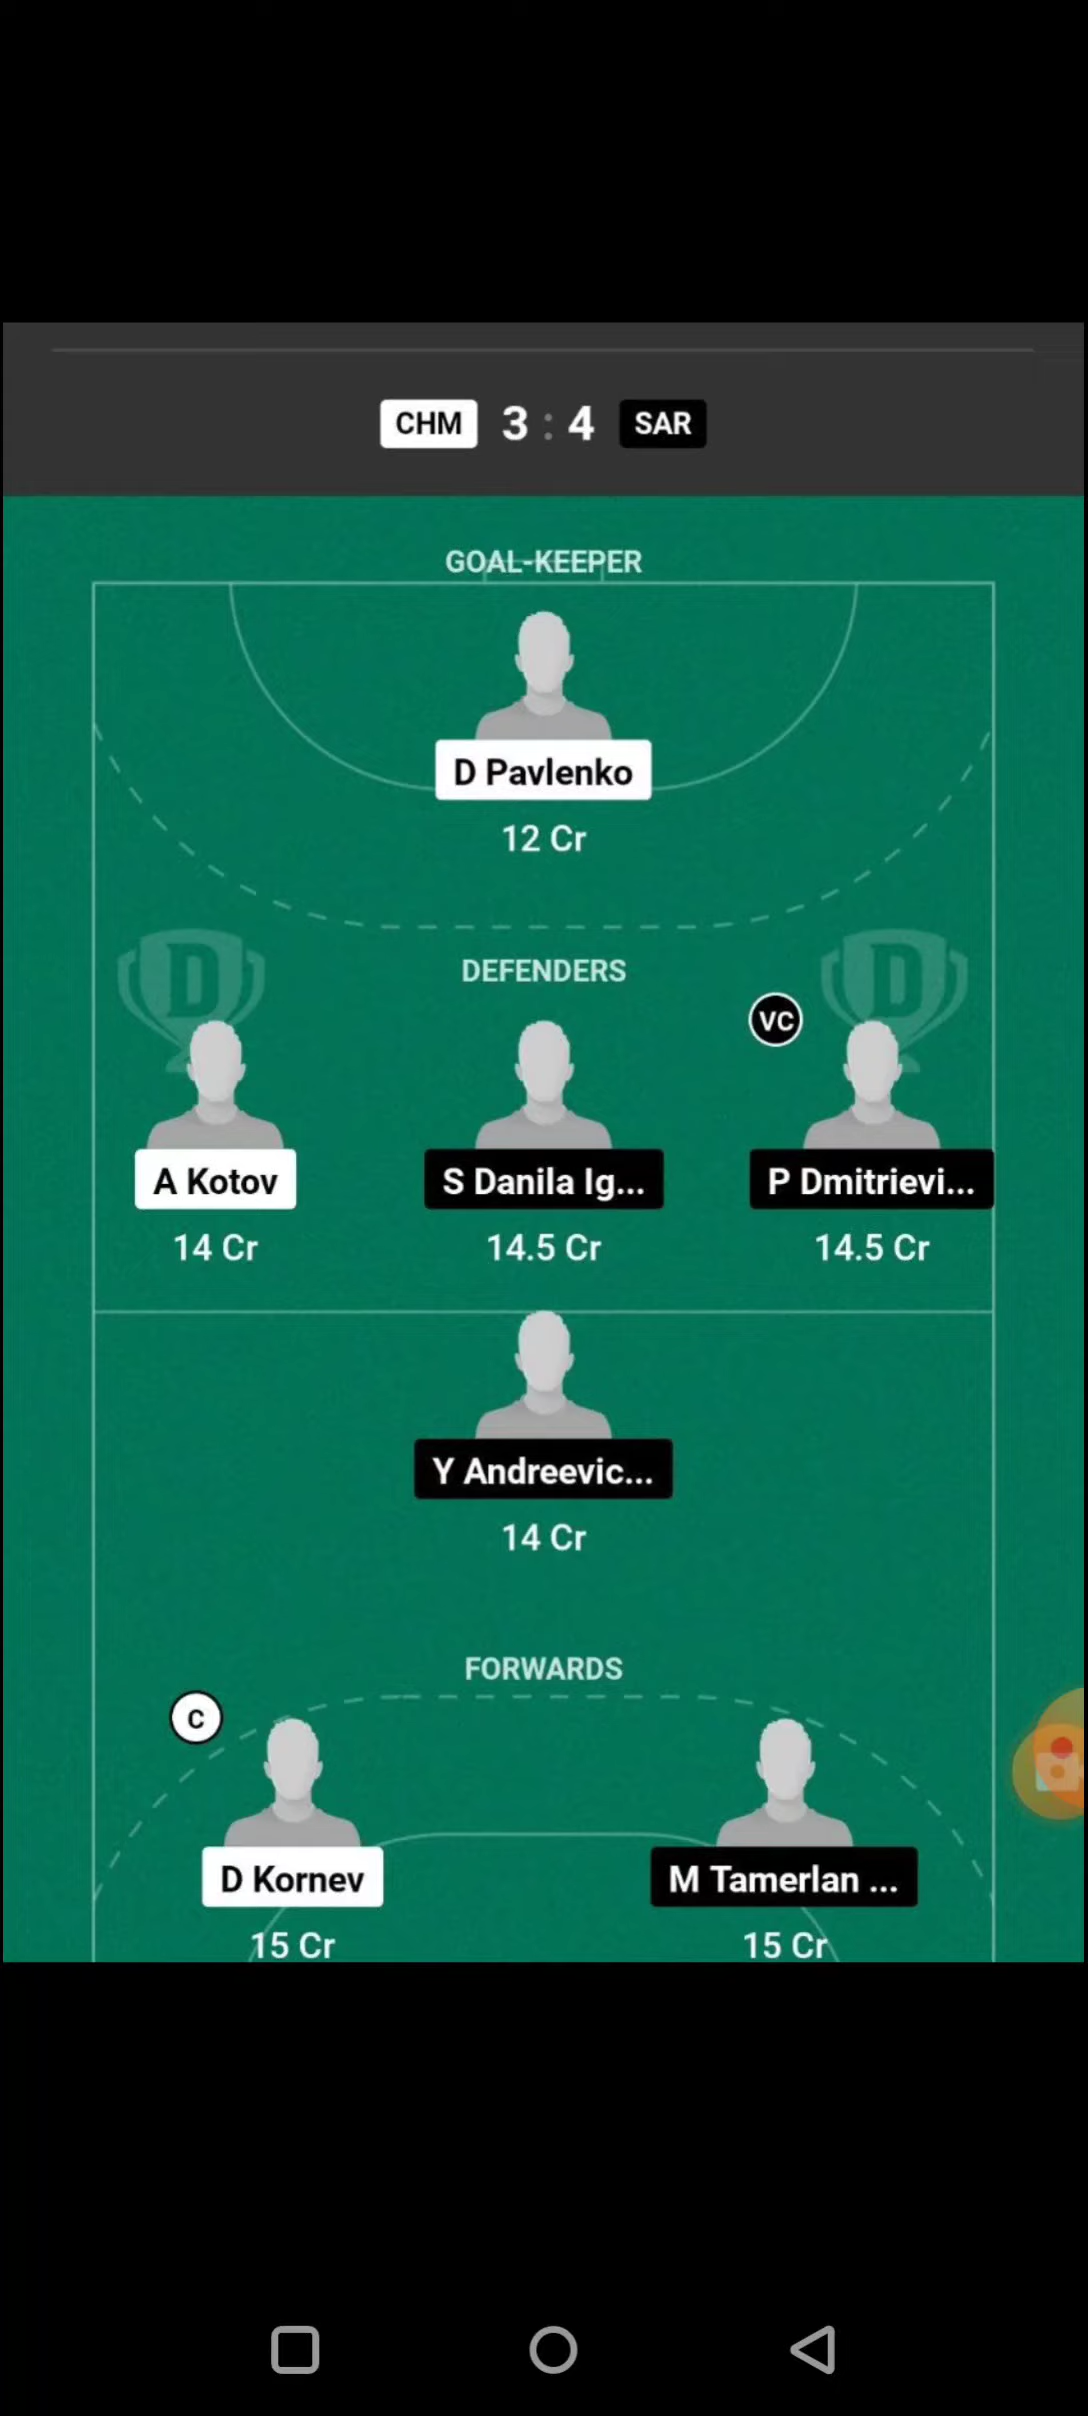 CHM 3 : 4 SAR
GOAL-KEEPER
D Pavlenko
12 Cr
DEFENDERS
VC
A Kotov S Danila Ig... P Dmitrievi...
14 Cr 14.5 Cr 14.5 Cr
Y Andreevic...
14 Cr
FORWARDS
C
D Kornev M Tamerlan ...
15 Cr 15 Cr